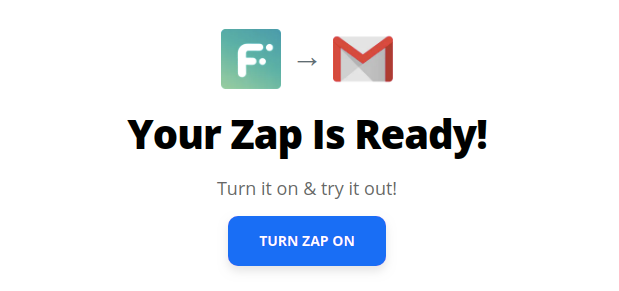 F
→
Your Zap Is Ready!
Turn it on & try it out!
TURN ZAP ON